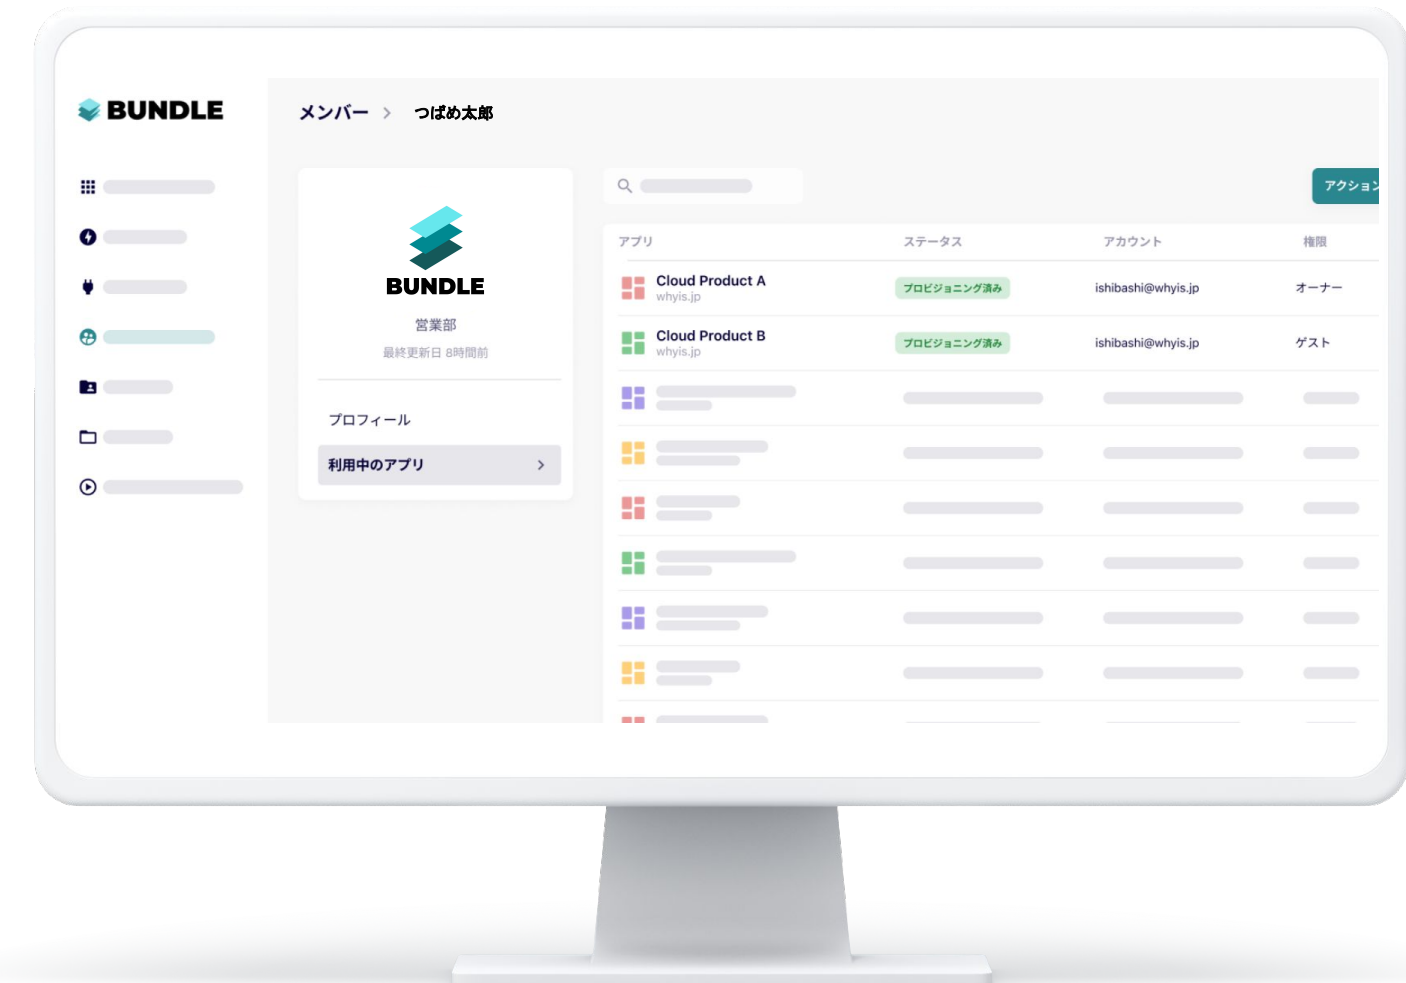 BUNDLE
メンバー > つばめ太郎
BUNDLE
営業部
最終更新日 8時間前
プロフィール
利用中のアプリ
アクション
アプリ ステータス アカウント 権限
Cloud Product A プロビジョニング済み ishibashi@whyis.jp オーナー
whyis.jp
Cloud Product B プロビジョニング済み ishibashi@whyis.jp ゲスト
whyis.jp